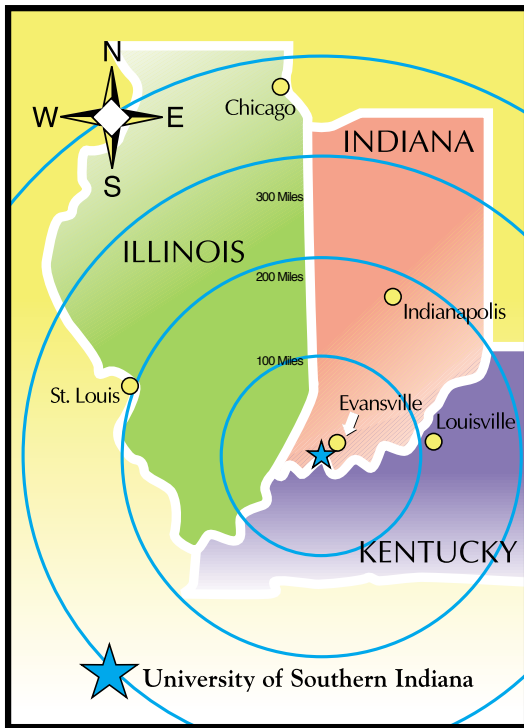 N
W E
S
Chicago
INDIANA
300 Miles
ILLINOIS
200 Miles
Indianapolis
100 Miles
St. Louis
Evansville
Louisville
KENTUCKY
University of Southern Indiana